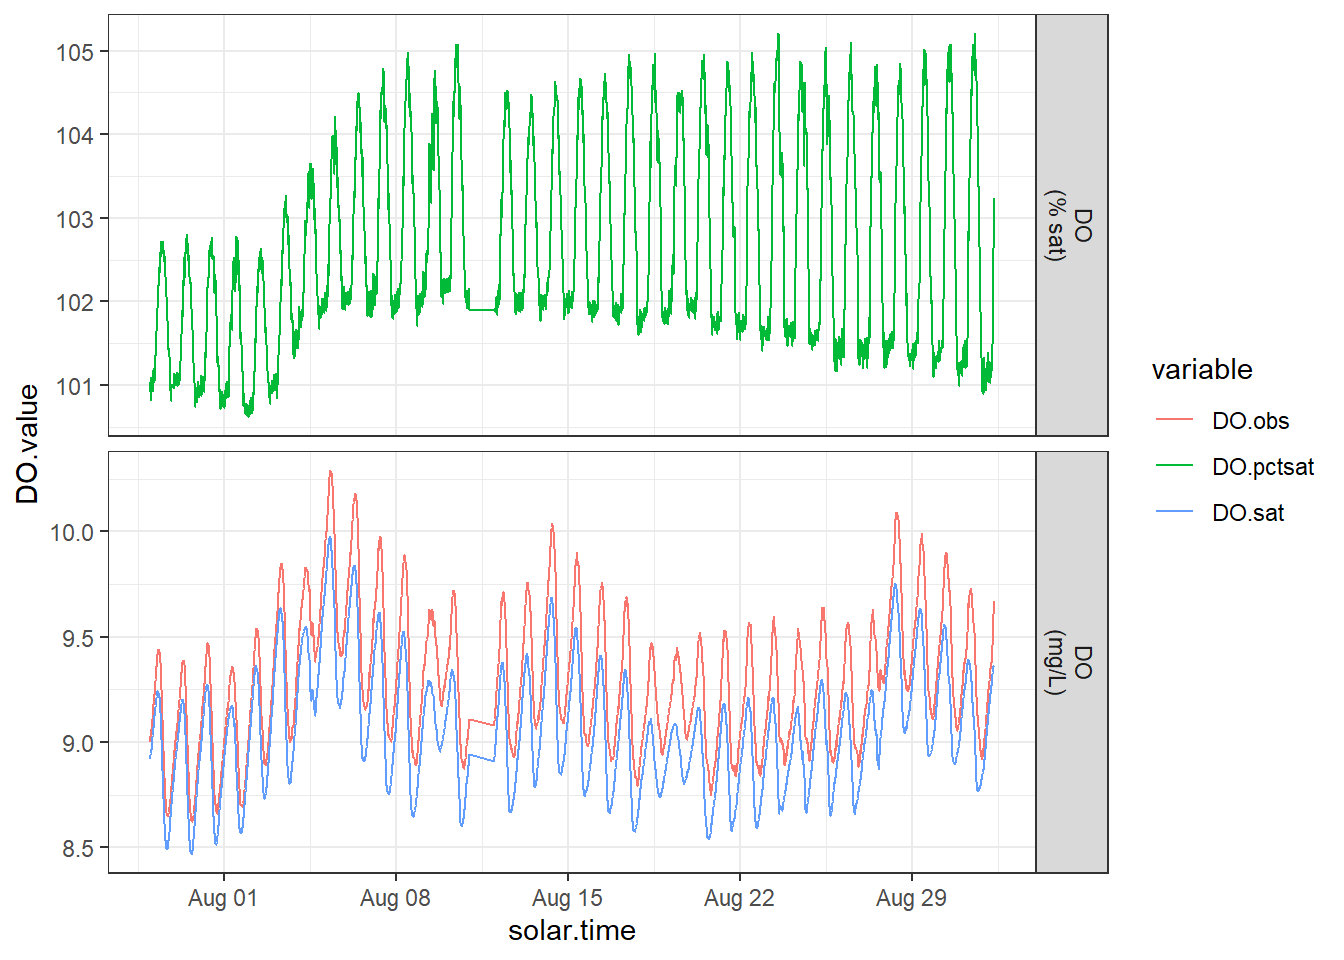 DO.value
105
104
103
102
101
DO
(% sat)
10.0
9.5
9.0
8.5
DO
(mg/L)
Aug 01
Aug 08
Aug 15
Aug 22
Aug 29
solar.time
variable
DO.obs
DO.pctsat
DO.sat